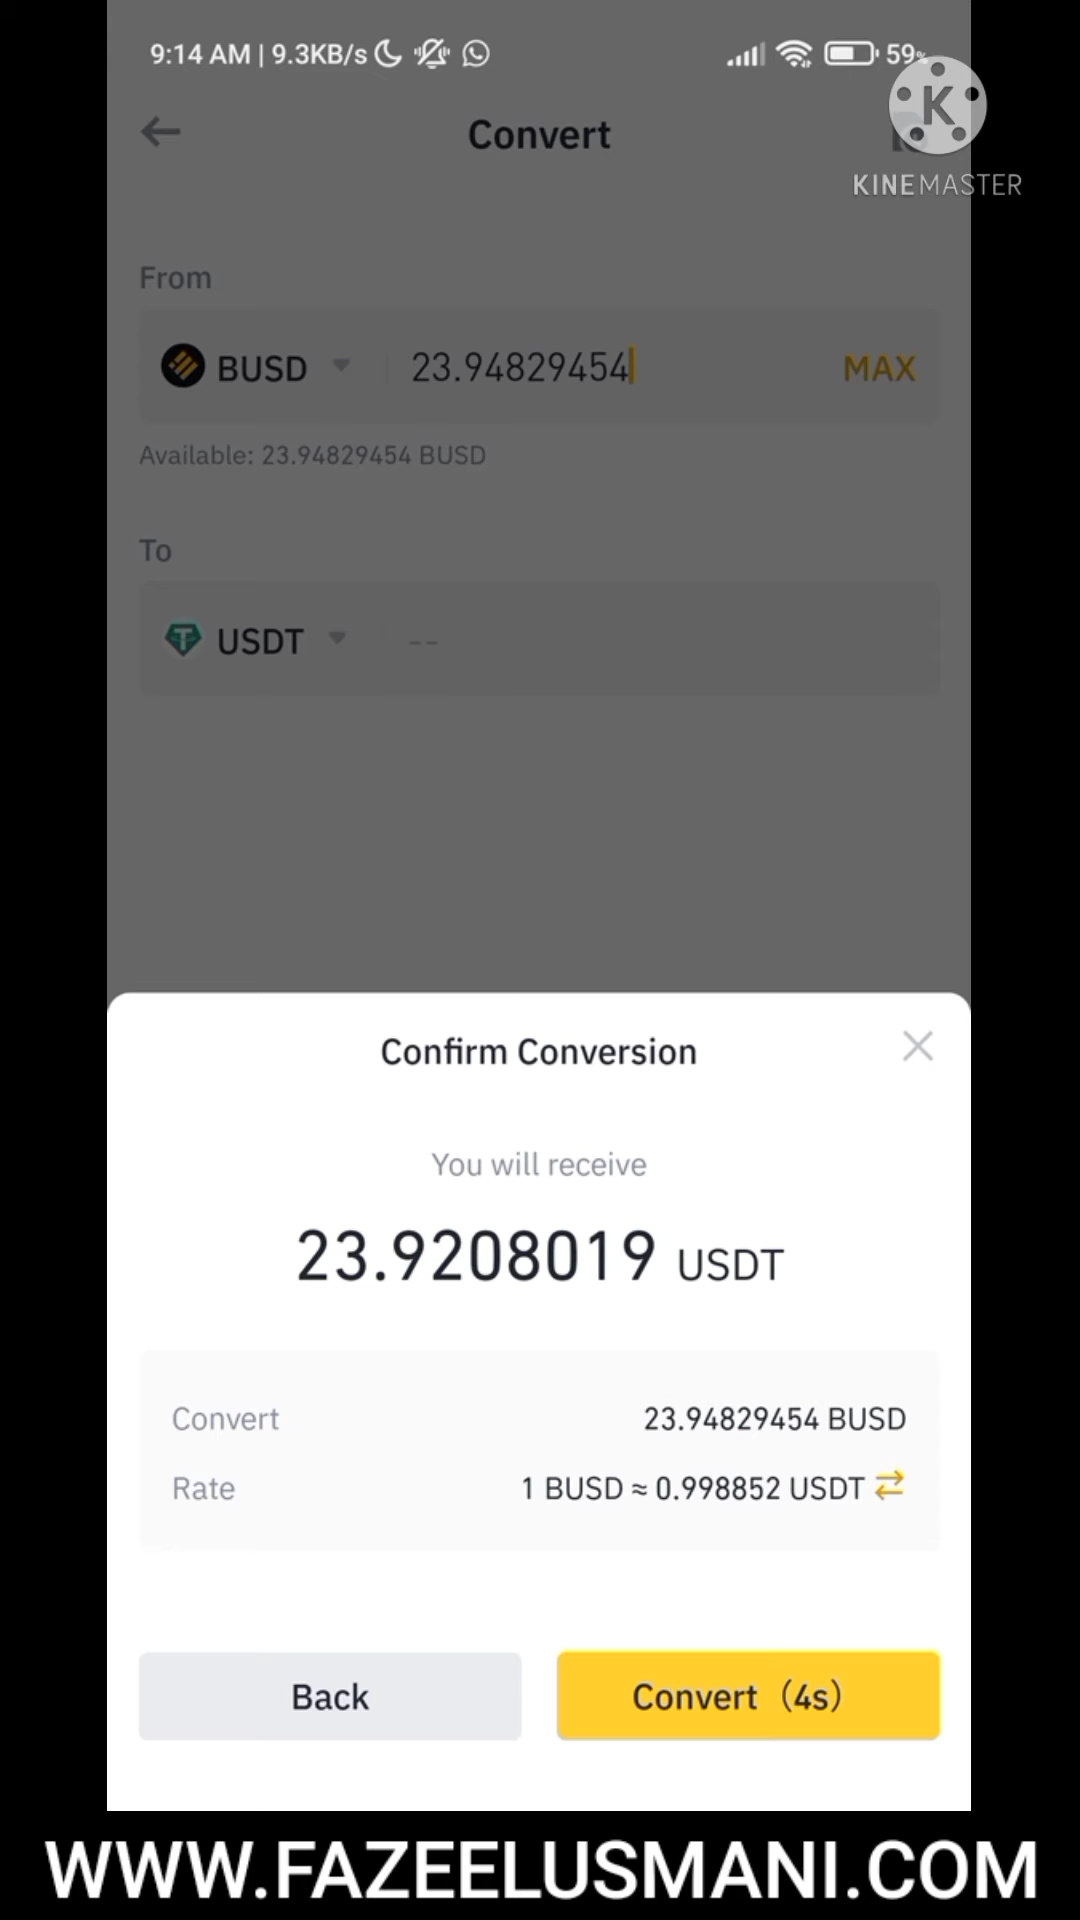 9:14 AM | 9.3KB/s 59%
K
KINEMASTER
Convert
From
BUSD 23.94829454 MAX
Available: 23.94829454 BUSD
To
USDT --
Confirm Conversion
You will receive
23.9208019 USDT
Convert 23.94829454 BUSD
Rate 1 BUSD ≈ 0.998852 USDT
Back Convert (4s)
WWW.FAZEELUSMANI.COM